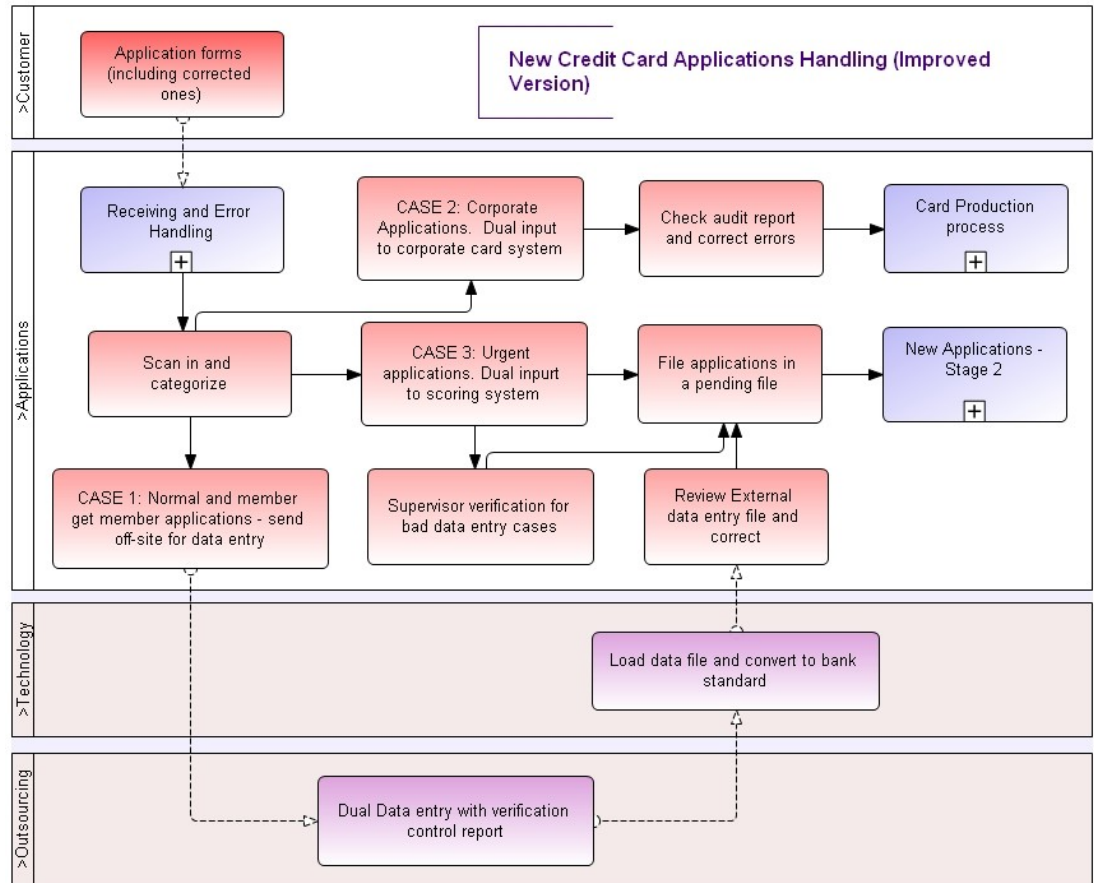 >Customer
Application forms
(including corrected
ones)
New Credit Card Applications Handling (Improved
Version)
>Applications
Receiving and Error
Handling
CASE 2: Corporate
Applications. Dual input
to corporate card system
Check audit report
and correct errors
Card Production
process
Scan in and
categorize
CASE 3: Urgent
applications. Dual inpurt
to scoring system
File applications in
a pending file
New Applications -
Stage 2
CASE 1: Normal and member
get member applications - send
off-site for data entry
Supervisor verification for
bad data entry cases
Review External
data entry file and
correct
>Technology
Load data file and convert to bank
standard
>Outsourcing
Dual Data entry with verification
control report